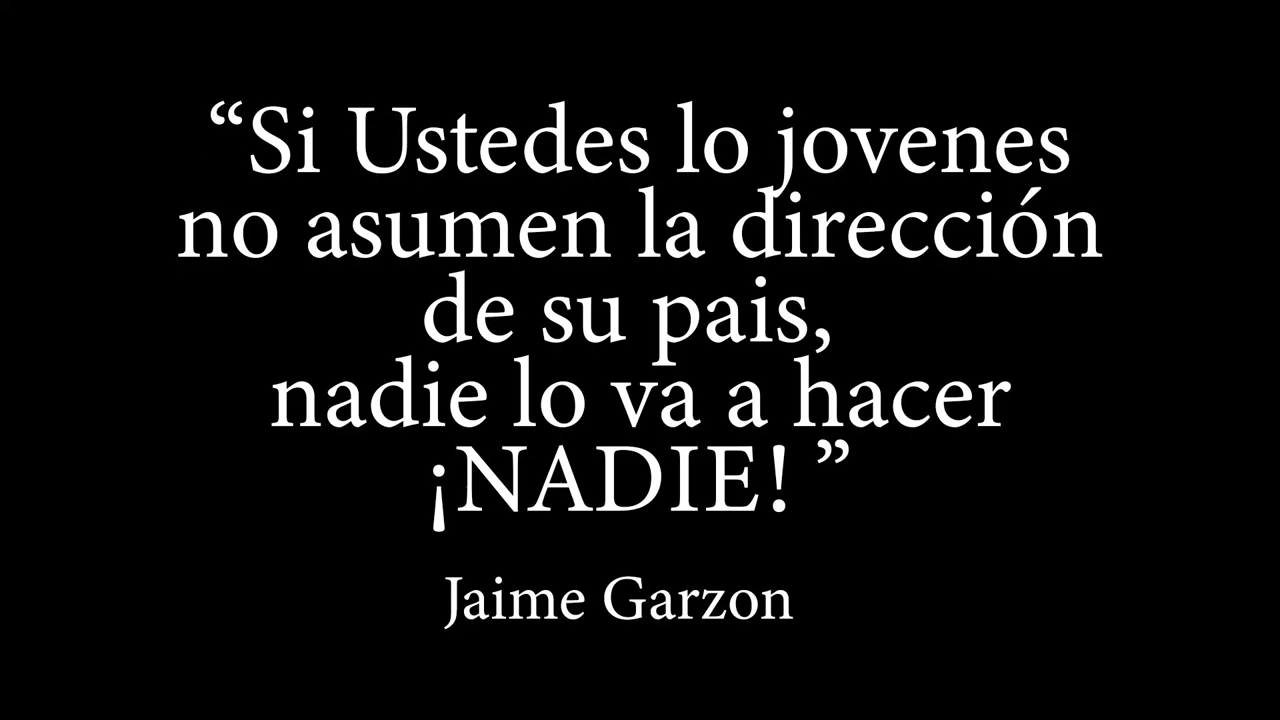 “Si Ustedes lo jovenes
no asumen la dirección
de su pais,
nadie lo va a hacer
¡NADIE! ”
Jaime Garzon